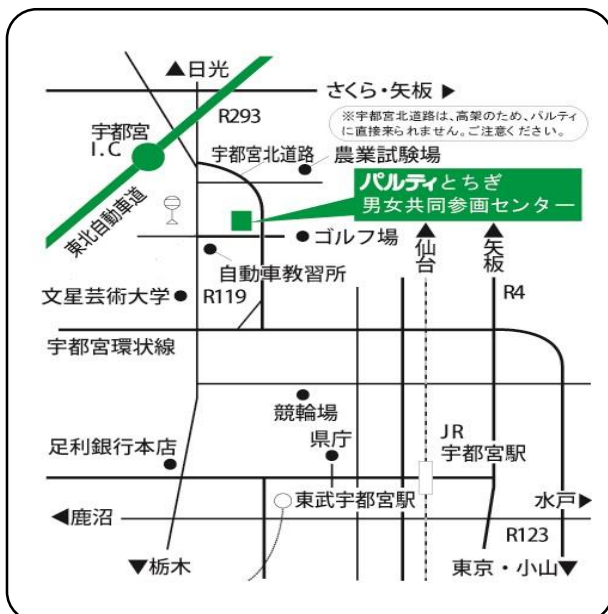 ▲日光
さくら・矢板▶
R293
※宇都宮北道路は、高架のため、パルティ
に直接来られません。ご注意ください。
宇都宮
I.C
宇都宮北道路
農業試験場
パルティとちぎ
男女共同参画センター
東北自動車道
ゴルフ場
▲仙台
▲矢板
自動車教習所
文星芸術大学
R119
R4
宇都宮環状線
競輪場
県庁
JR
宇都宮駅
足利銀行本店
東武宇都宮駅
水戸▶
◀鹿沼
R123
▼栃木
東京・小山▼